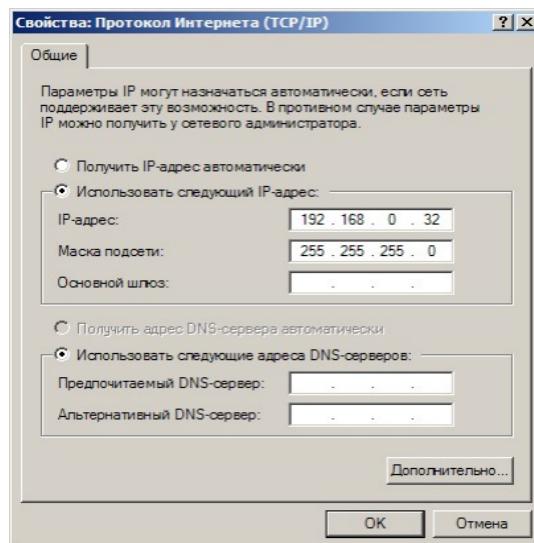 Свойства: Протокол Интернета (TCP/IP)
Общие
Параметры IP могут назначаться автоматически, если сеть
поддерживает эту возможность. В противном случае параметры
IP можно получить у сетевого администратора.
Получить IP-адрес автоматически
Использовать следующий IP-адрес:
IP-адрес: 192 . 168 . 0 . 32
Маска подсети: 255 . 255 . 255 . 0
Основной шлюз: . . .
Получить адрес DNS-сервера автоматически
Использовать следующие адреса DNS-серверов:
Предпочитаемый DNS-сервер: . . .
Альтернативный DNS-сервер: . . .
Дополнительно...
OK Отмена